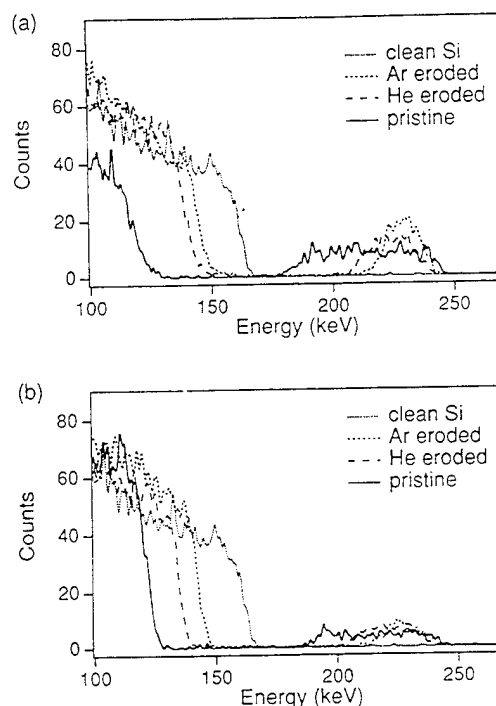 (a)
80
60
40
20
0
Counts
clean Si
Ar eroded
He eroded
pristine
100 150 200 250
Energy (keV)
(b)
80
60
40
20
0
Counts
clean Si
Ar eroded
He eroded
pristine
100 150 200 250
Energy (keV)